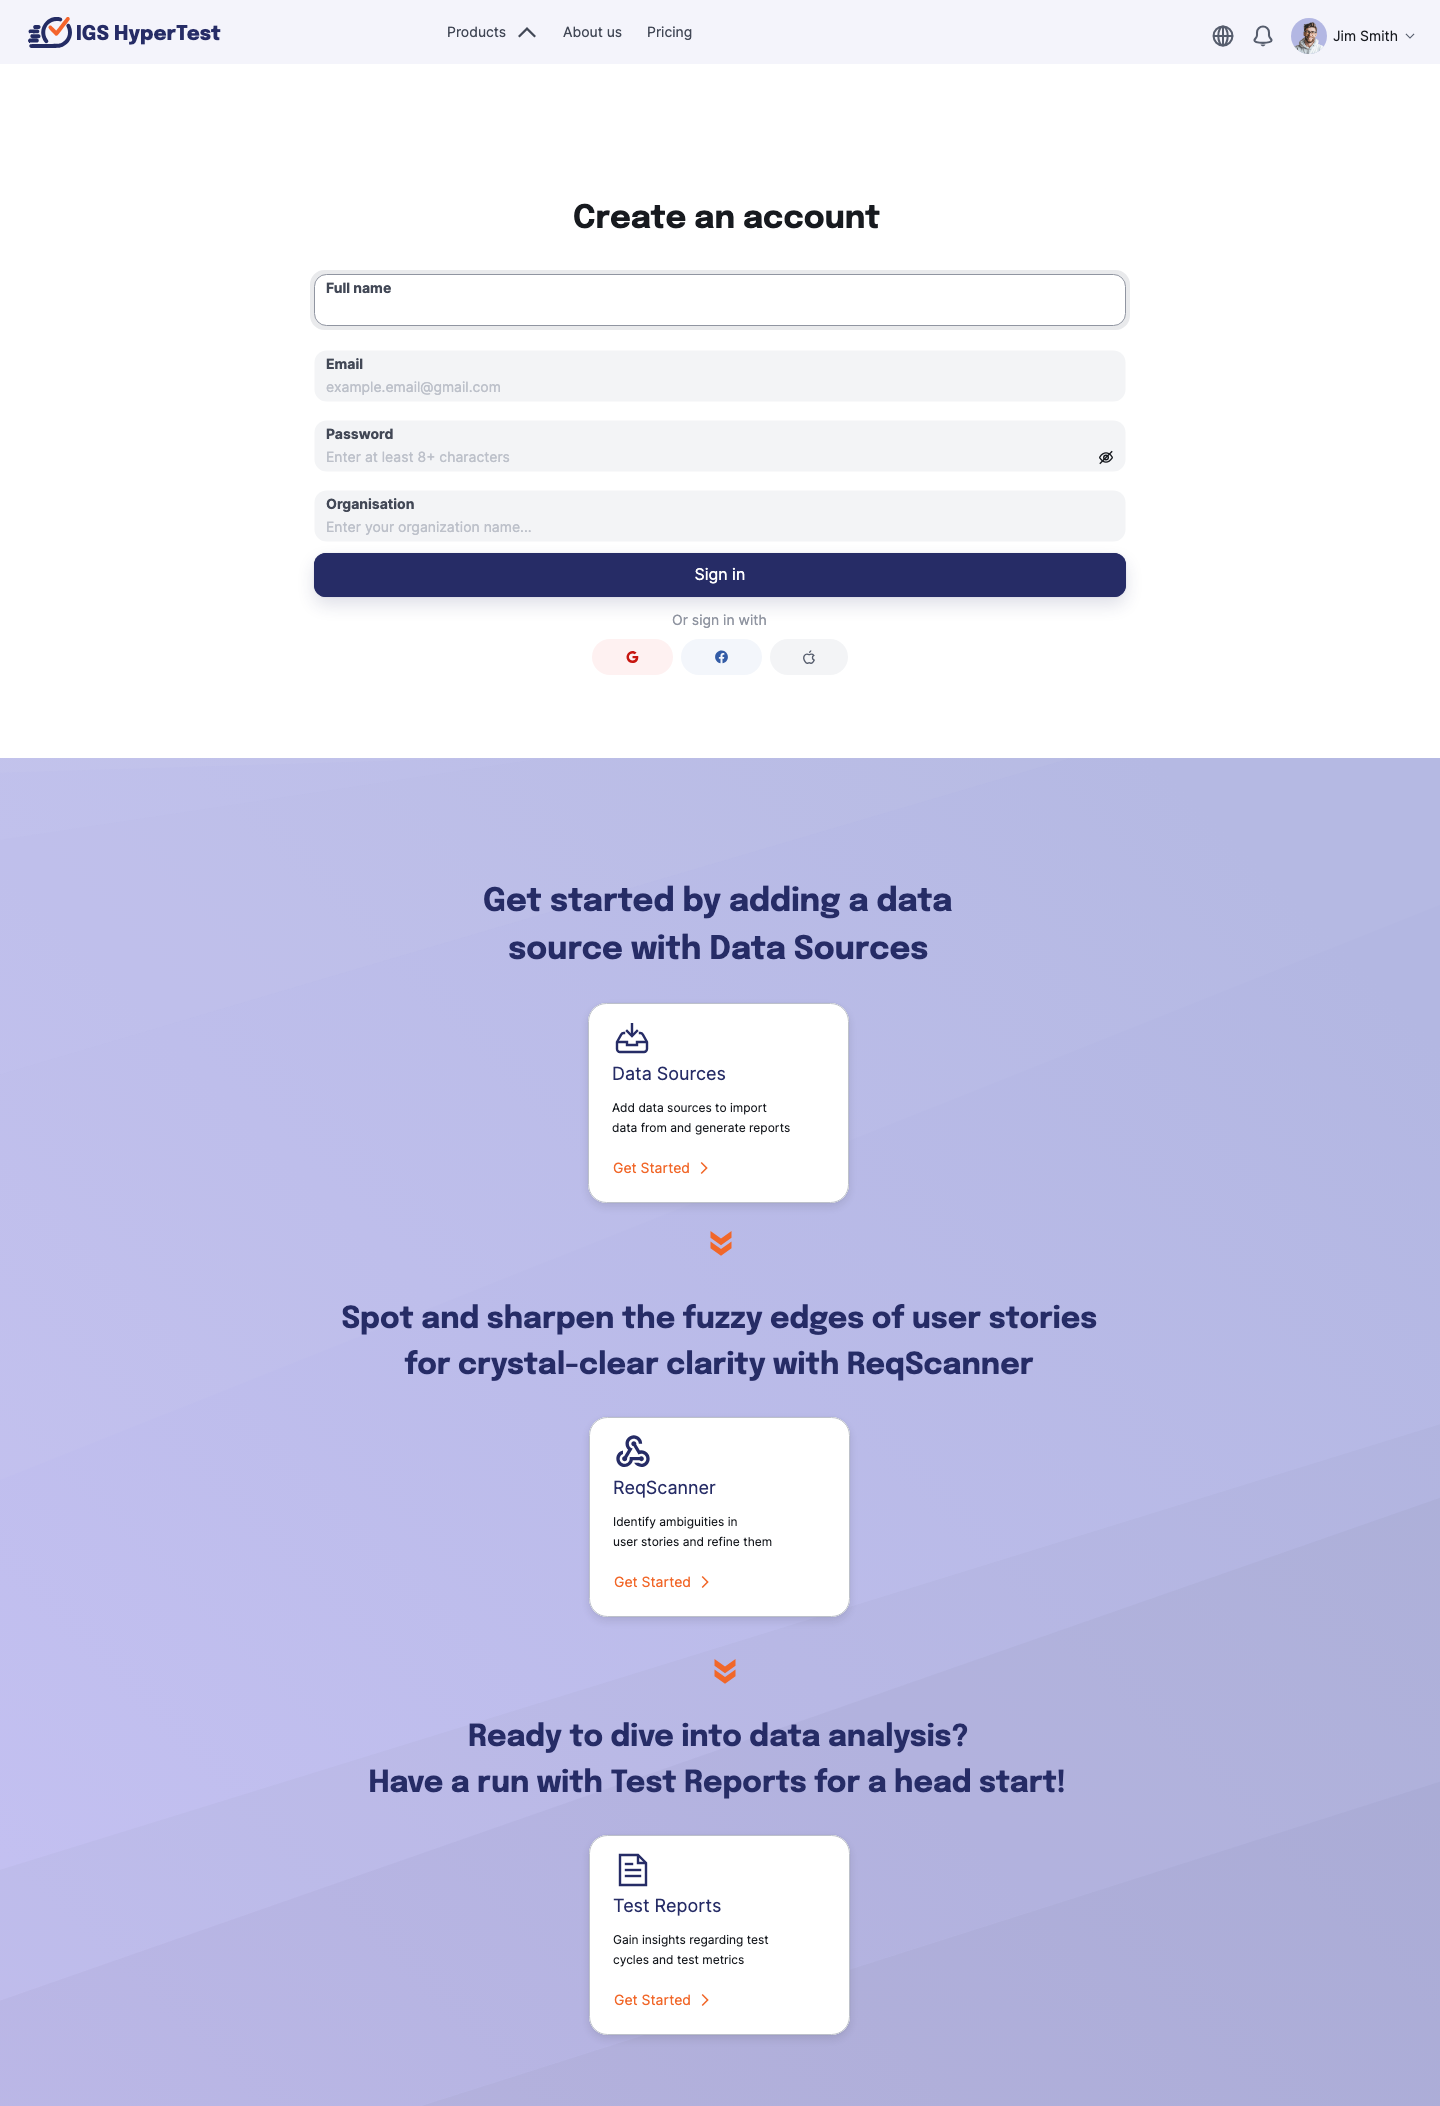 IGS HyperTest
Products
About us
Pricing
Jim Smith
Create an account
Full name
Email
example.email@gmail.com
Password
Enter at least 8+ characters
Organisation
Enter your organization name...
Sign in
Or sign in with
Get started by adding a data
source with Data Sources
Data Sources
Add data sources to import
data from and generate reports
Get Started
Spot and sharpen the fuzzy edges of user stories
for crystal-clear clarity with ReqScanner
ReqScanner
Identify ambiguities in
user stories and refine them
Get Started
Ready to dive into data analysis?
Have a run with Test Reports for a head start!
Test Reports
Gain insights regarding test
cycles and test metrics
Get Started